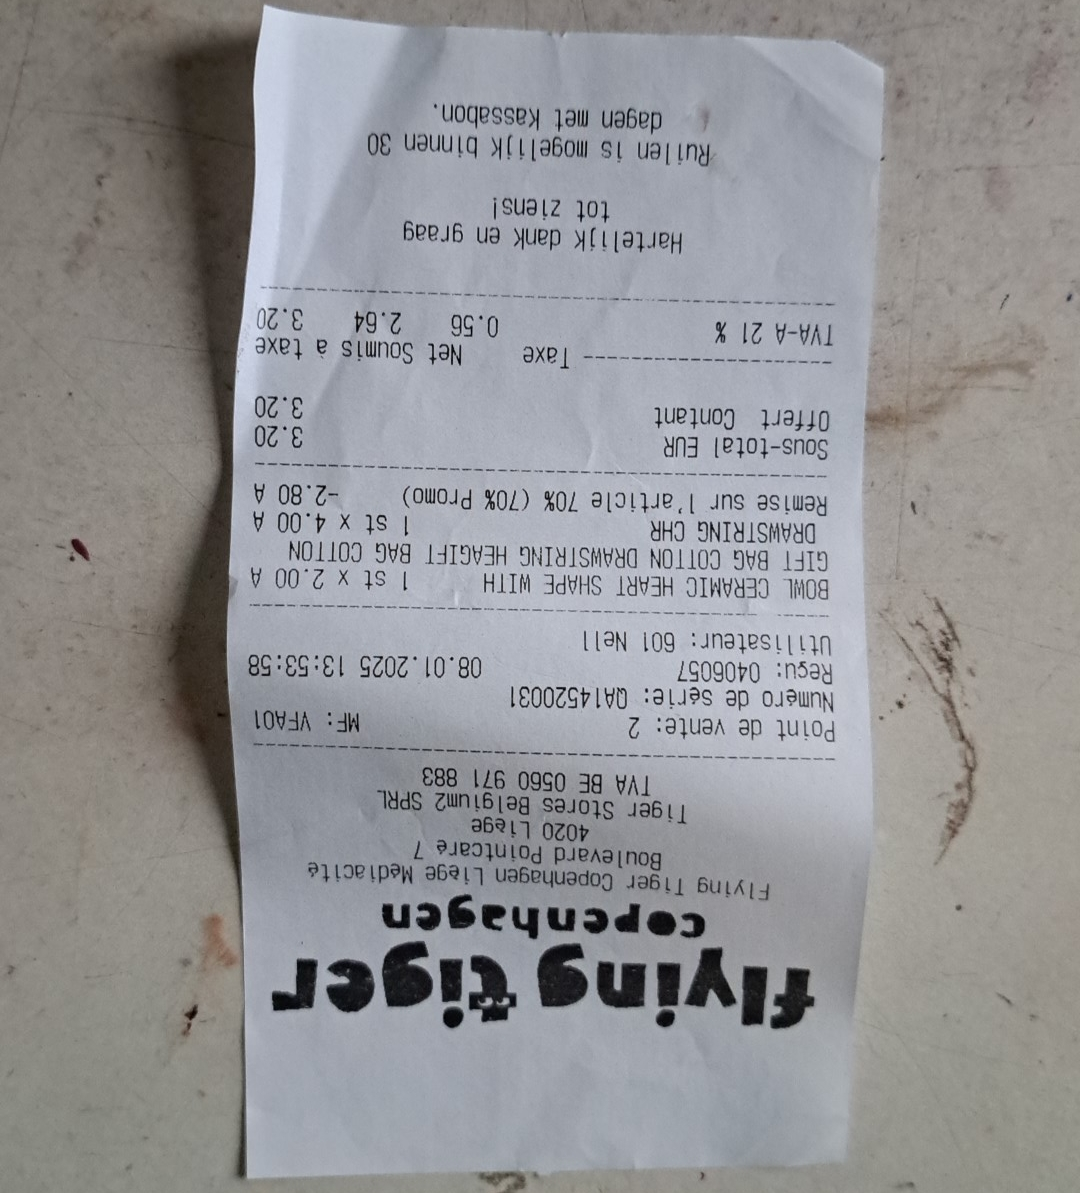 flying tiger
copenhagen
Flying Tiger Copenhagen Liege Mediacité
Boulevard Pointcaré 7
4020 Liège
Tiger Stores Belgium2 SPRL
TVA BE 0560 971 883
Point de vente: 2 MF: VFA01
Numéro de série: QA14520031
Reçu: 0406057 08.01.2025 13:53:58
Utilisateur: 601 Nell
BOWL CERAMIC HEART SHAPE WITH 1 st x 2.00 A
GIFT BAG COTTON DRAWSTRING HEAGIFT BAG COTTON
DRAWSTRING CHR 1 st x 4.00 A
Remise sur l'article 70% (70% Promo) -2.80 A
Sous-total EUR 3.20
Offert Contant 3.20
Taxe Net Soumis à taxe
TVA-A 21 % 0.56 2.64 3.20
Hartelijk dank en graag
tot ziens!
Ruilen is mogelijk binnen 30
dagen met kassabon.